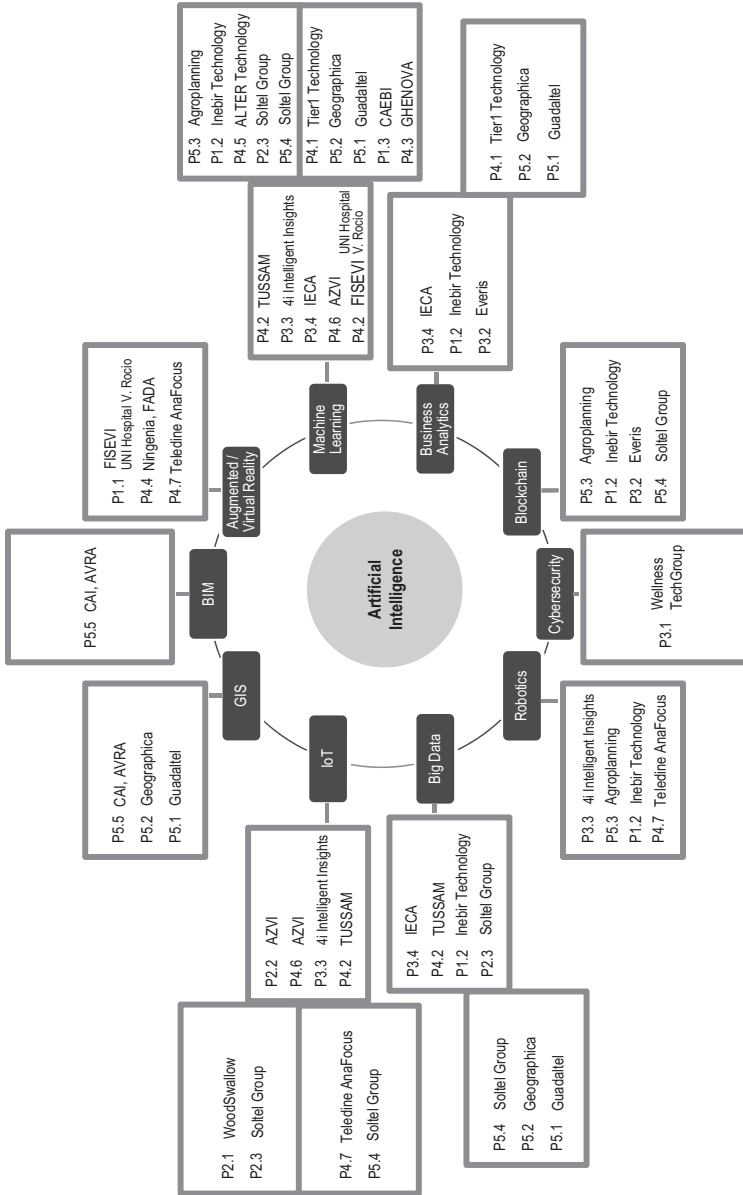 Artificial
Intelligence
BIM
P5.5 CAI, AVRA
Augmented /
Virtual Reality
FISEVI
P1.1 UNI Hospital V. Rocio
P4.4 Ningenia, FADA
P4.7 Teledine AnaFocus
Machine
Learning
P4.2 TUSSAM
P3.3 4i Intelligent Insights
P3.4 IECA
P4.6 AZVI
P4.2 FISEVI UNI Hospital
V. Rocio
P5.3 Agroplanning
P1.2 Inebir Technology
P4.5 ALTER Technology
P2.3 Soltel Group
P5.4 Soltel Group
P4.1 Tier1 Technology
P5.2 Geographica
P5.1 Guadaltel
P1.3 CAEBI
P4.3 GHENOVA
Business
Analytics
P3.4 IECA
P1.2 Inebir Technology
P3.2 Everis
P4.1 Tier1 Technology
P5.2 Geographica
P5.1 Guadaltel
Blockchain
P5.3 Agroplanning
P1.2 Inebir Technology
P3.2 Everis
P5.4 Soltel Group
Cybersecurity
P3.1 Wellness
TechGroup
Robotics
P3.3 4i Intelligent Insights
P5.3 Agroplanning
P1.2 Inebir Technology
P4.7 Teledine AnaFocus
Big Data
P3.4 IECA
P4.2 TUSSAM
P1.2 Inebir Technology
P2.3 Soltel Group
P5.4 Soltel Group
P5.2 Geographica
P5.1 Guadaltel
IoT
P2.2 AZVI
P4.6 AZVI
P3.3 4i Intelligent Insights
P4.2 TUSSAM
P2.1 WoodSwallow
P2.3 Soltel Group
P4.7 Teledine AnaFocus
P5.4 Soltel Group
GIS
P5.5 CAI, AVRA
P5.2 Geographica
P5.1 Guadaltel